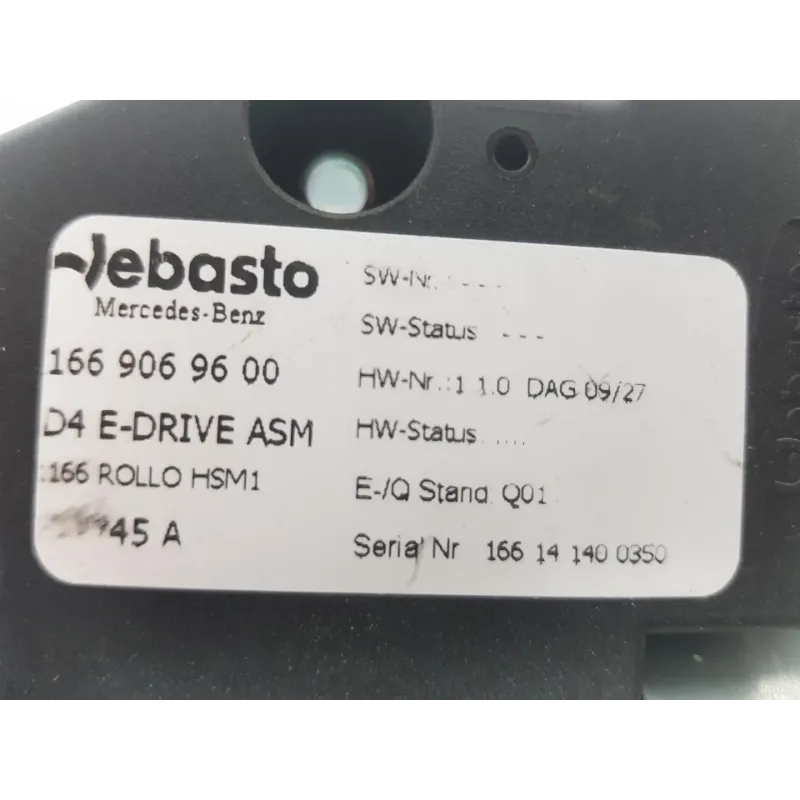 Webasto
Mercedes-Benz
166 906 96 00
D4 E-DRIVE ASM
166 ROLLO HSM1
45 A
SW-Nr. - - -
SW-Status - - -
HW-Nr.:1 1.0 DAG 09/27
HW-Status ....
E-/Q Stand: Q01
Serial Nr 166 14 140 0350